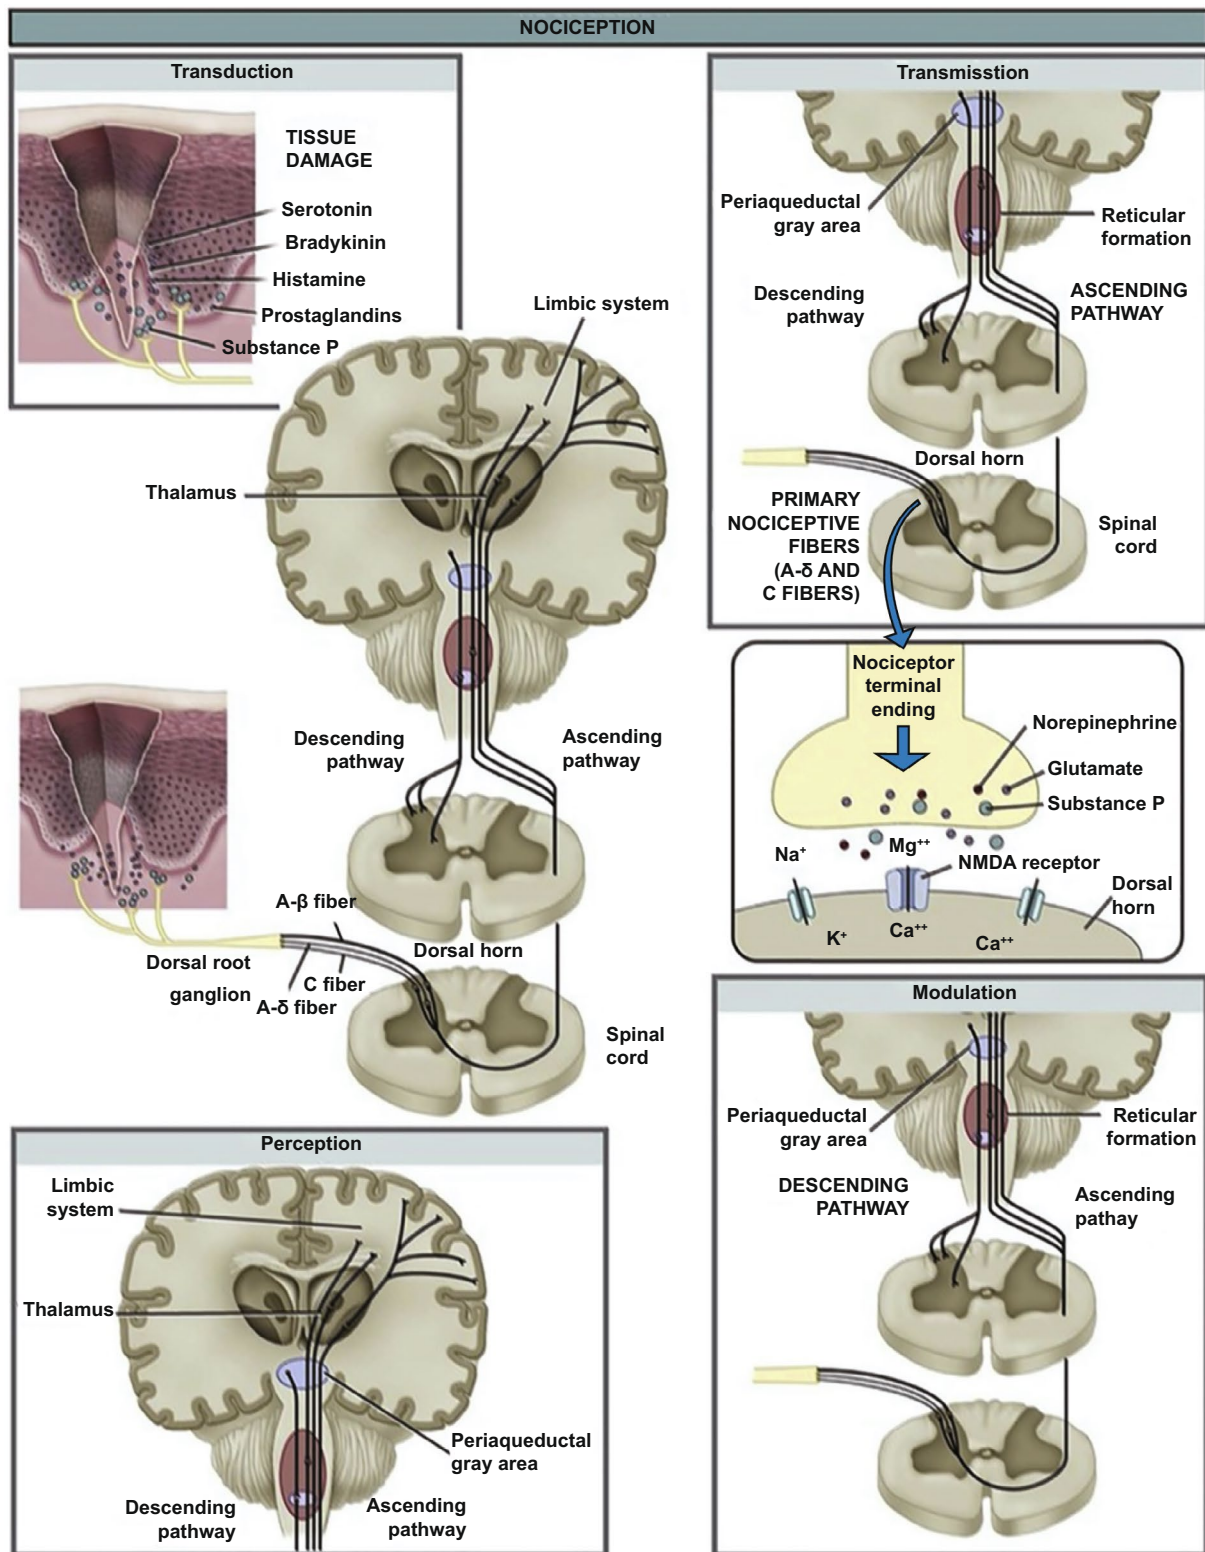 NOCICEPTION
Transduction
TISSUE
DAMAGE
Serotonin
Bradykinin
Histamine
Prostaglandins
Substance P
Limbic system
Thalamus
Descending
pathway
Ascending
pathway
A-β fiber
Dorsal horn
Dorsal root
ganglion
C fiber
A-δ fiber
Spinal
cord
Perception
Limbic
system
Thalamus
Periaqueductal
gray area
Descending
pathway
Ascending
pathway
Transmisstion
Periaqueductal
gray area
Reticular
formation
Descending
pathway
ASCENDING
PATHWAY
Dorsal horn
PRIMARY
NOCICEPTIVE
FIBERS
(A-δ AND
C FIBERS)
Spinal
cord
Nociceptor
terminal
ending
Norepinephrine
Glutamate
Substance P
Na+
Mg++
NMDA receptor
Dorsal
horn
K+
Ca++
Ca++
Modulation
Periaqueductal
gray area
Reticular
formation
DESCENDING
PATHWAY
Ascending
pathay